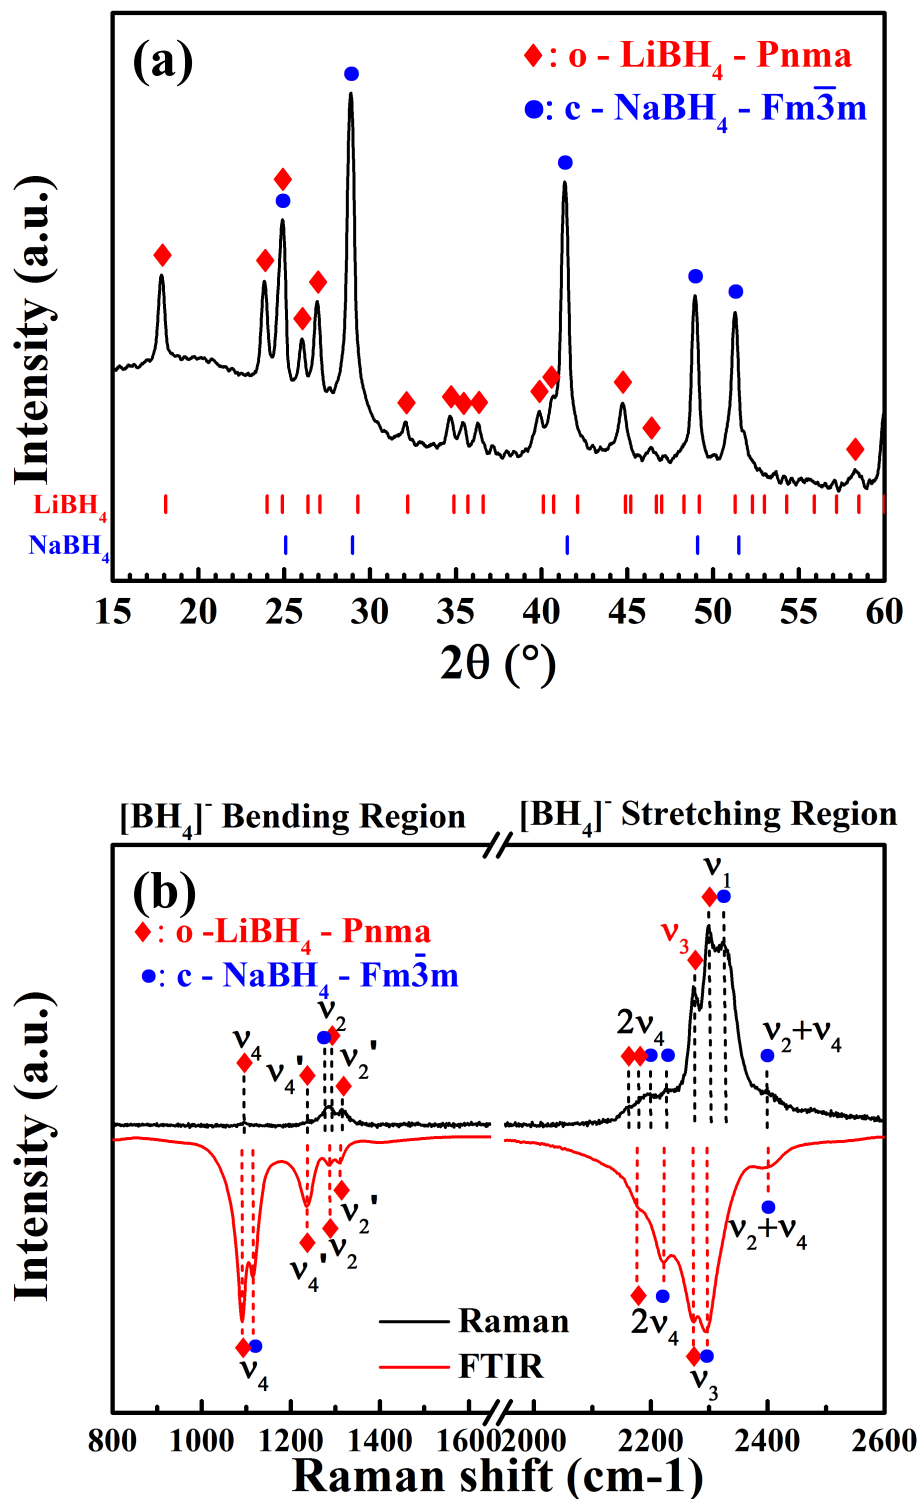 (a)
♦: o - LiBH₄ - Pnma
●: c - NaBH₄ - Fm3̅m
Intensity (a.u.)
LiBH₄
NaBH₄
15 20 25 30 35 40 45 50 55 60
2θ (°)
[BH₄]⁻ Bending Region [BH₄]⁻ Stretching Region
(b)
♦: o -LiBH₄ - Pnma
●: c - NaBH₄ - Fm3̅m
ν₁
ν₃
ν₂
ν₄ ν₄' ν₂' 2ν₄ ν₂+ν₄
Intensity (a.u.)
ν₂' ν₂+ν₄
ν₄' ν₂
2ν₄
Raman
FTIR
ν₄ ν₃
800 1000 1200 1400 1600 2000 2200 2400 2600
Raman shift (cm-1)